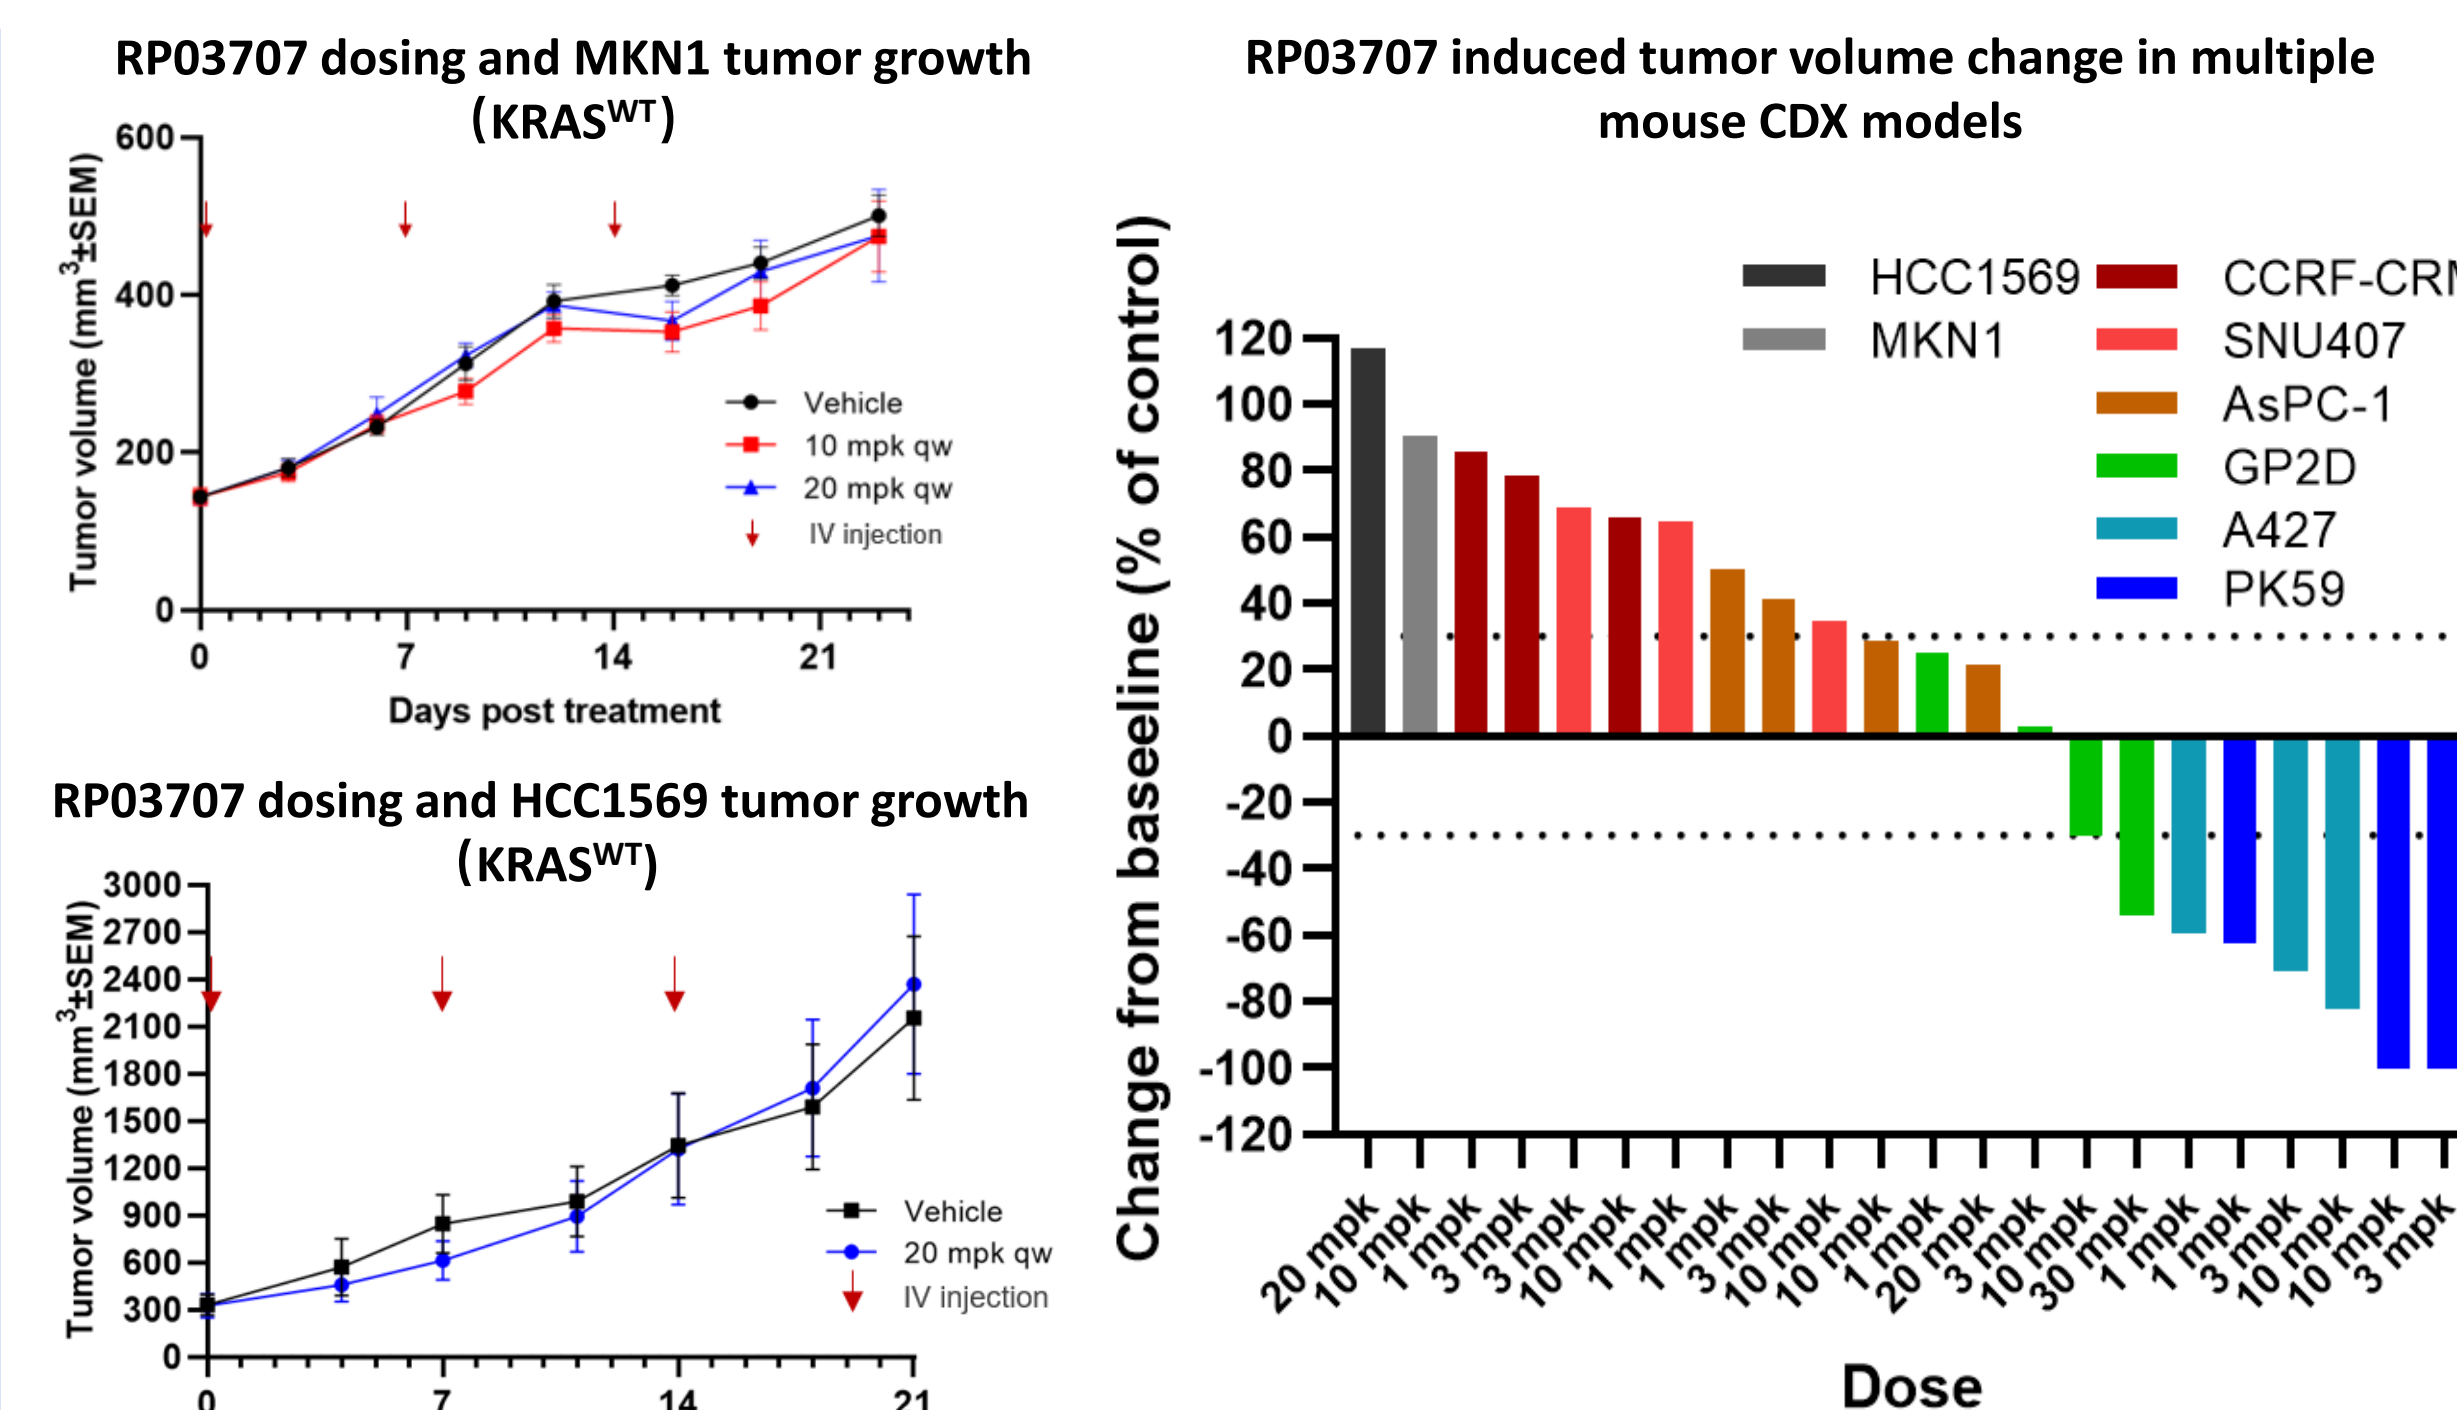 RP03707 dosing and MKN1 tumor growth
(KRASWT)
600
400
200
0
Tumor volume (mm3±SEM)
Vehicle
10 mpk qw
20 mpk qw
IV injection
0 7 14 21
Days post treatment
RP03707 dosing and HCC1569 tumor growth
(KRASWT)
3000
2700
2400
2100
1800
1500
1200
900
600
300
0
Tumor volume (mm3±SEM)
Vehicle
20 mpk qw
IV injection
0 7 14 21
RP03707 induced tumor volume change in multiple
mouse CDX models
Change from baseeline (% of control)
HCC1569
MKN1
CCRF-CRM
SNU407
AsPC-1
GP2D
A427
PK59
120
100
80
60
40
20
0
-20
-40
-60
-80
-100
-120
20 mpk
10 mpk
1 mpk
3 mpk
3 mpk
10 mpk
1 mpk
1 mpk
3 mpk
10 mpk
10 mpk
1 mpk
20 mpk
3 mpk
10 mpk
30 mpk
1 mpk
1 mpk
3 mpk
10 mpk
10 mpk
3 mpk
Dose